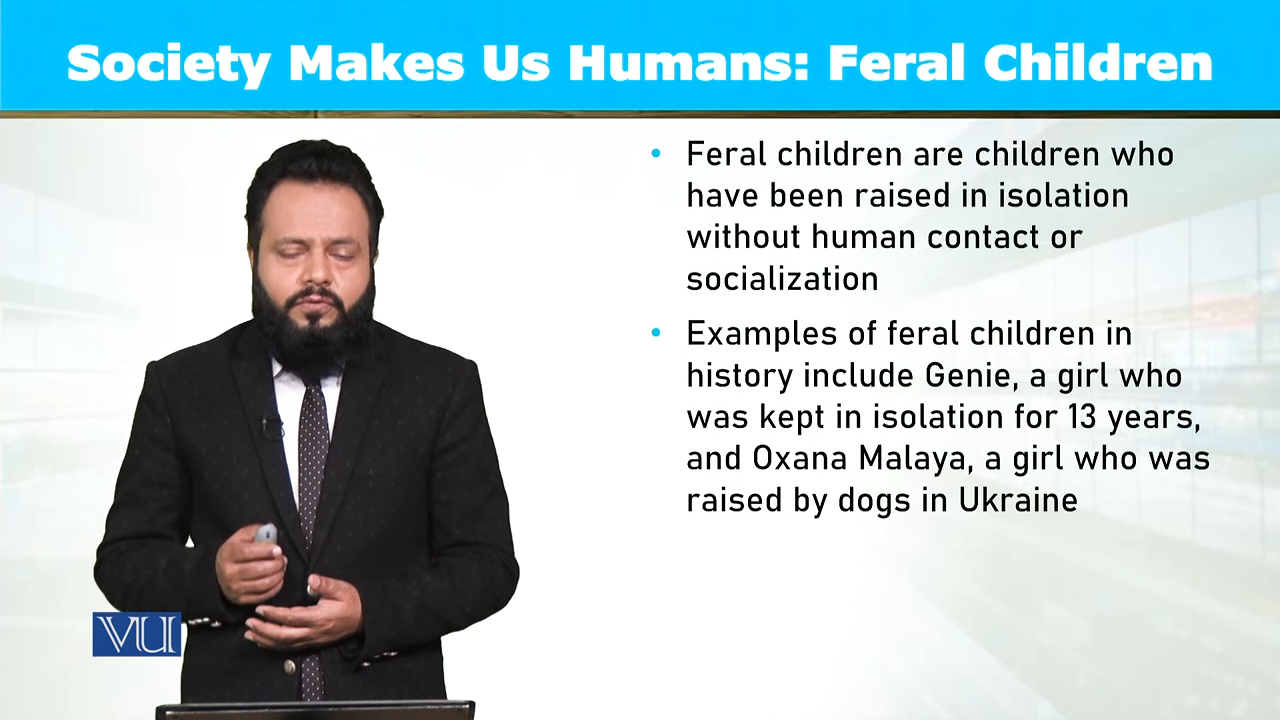 Society Makes Us Humans: Feral Children
• Feral children are children who
have been raised in isolation
without human contact or
socialization
• Examples of feral children in
history include Genie, a girl who
was kept in isolation for 13 years,
and Oxana Malaya, a girl who was
raised by dogs in Ukraine
VU